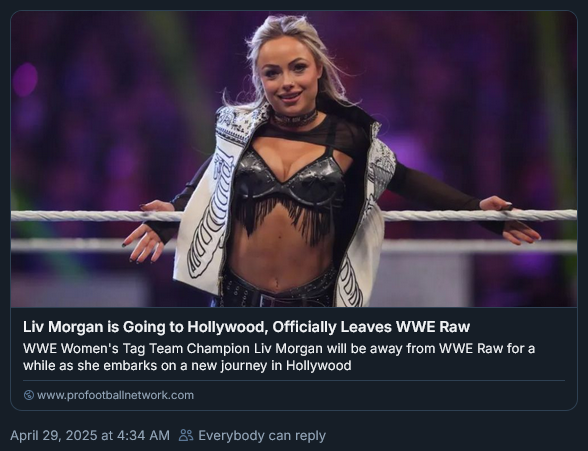 Liv Morgan is Going to Hollywood, Officially Leaves WWE Raw
WWE Women's Tag Team Champion Liv Morgan will be away from WWE Raw for a
while as she embarks on a new journey in Hollywood
www.profootballnetwork.com
April 29, 2025 at 4:34 AM Everybody can reply